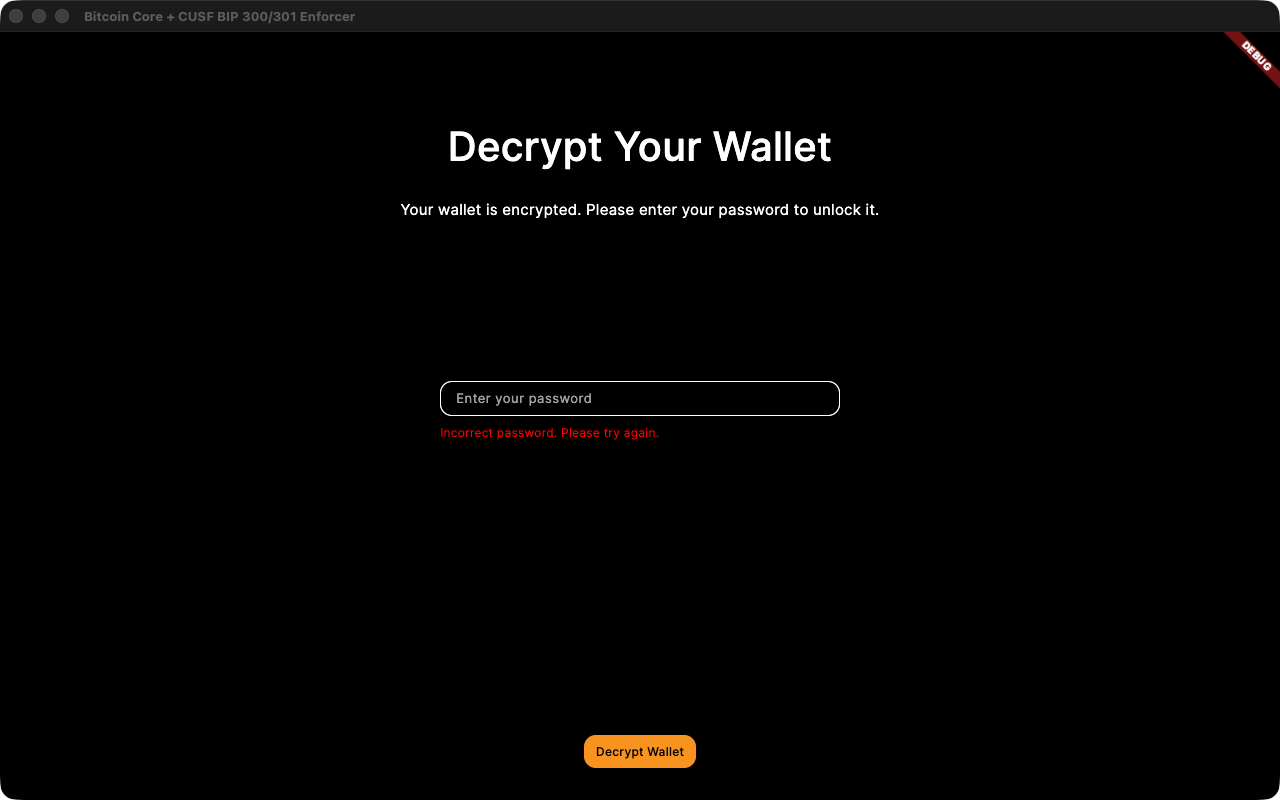 Bitcoin Core + CUSF BIP 300/301 Enforcer
DEBUG
Decrypt Your Wallet
Your wallet is encrypted. Please enter your password to unlock it.
Enter your password
Incorrect password. Please try again.
Decrypt Wallet